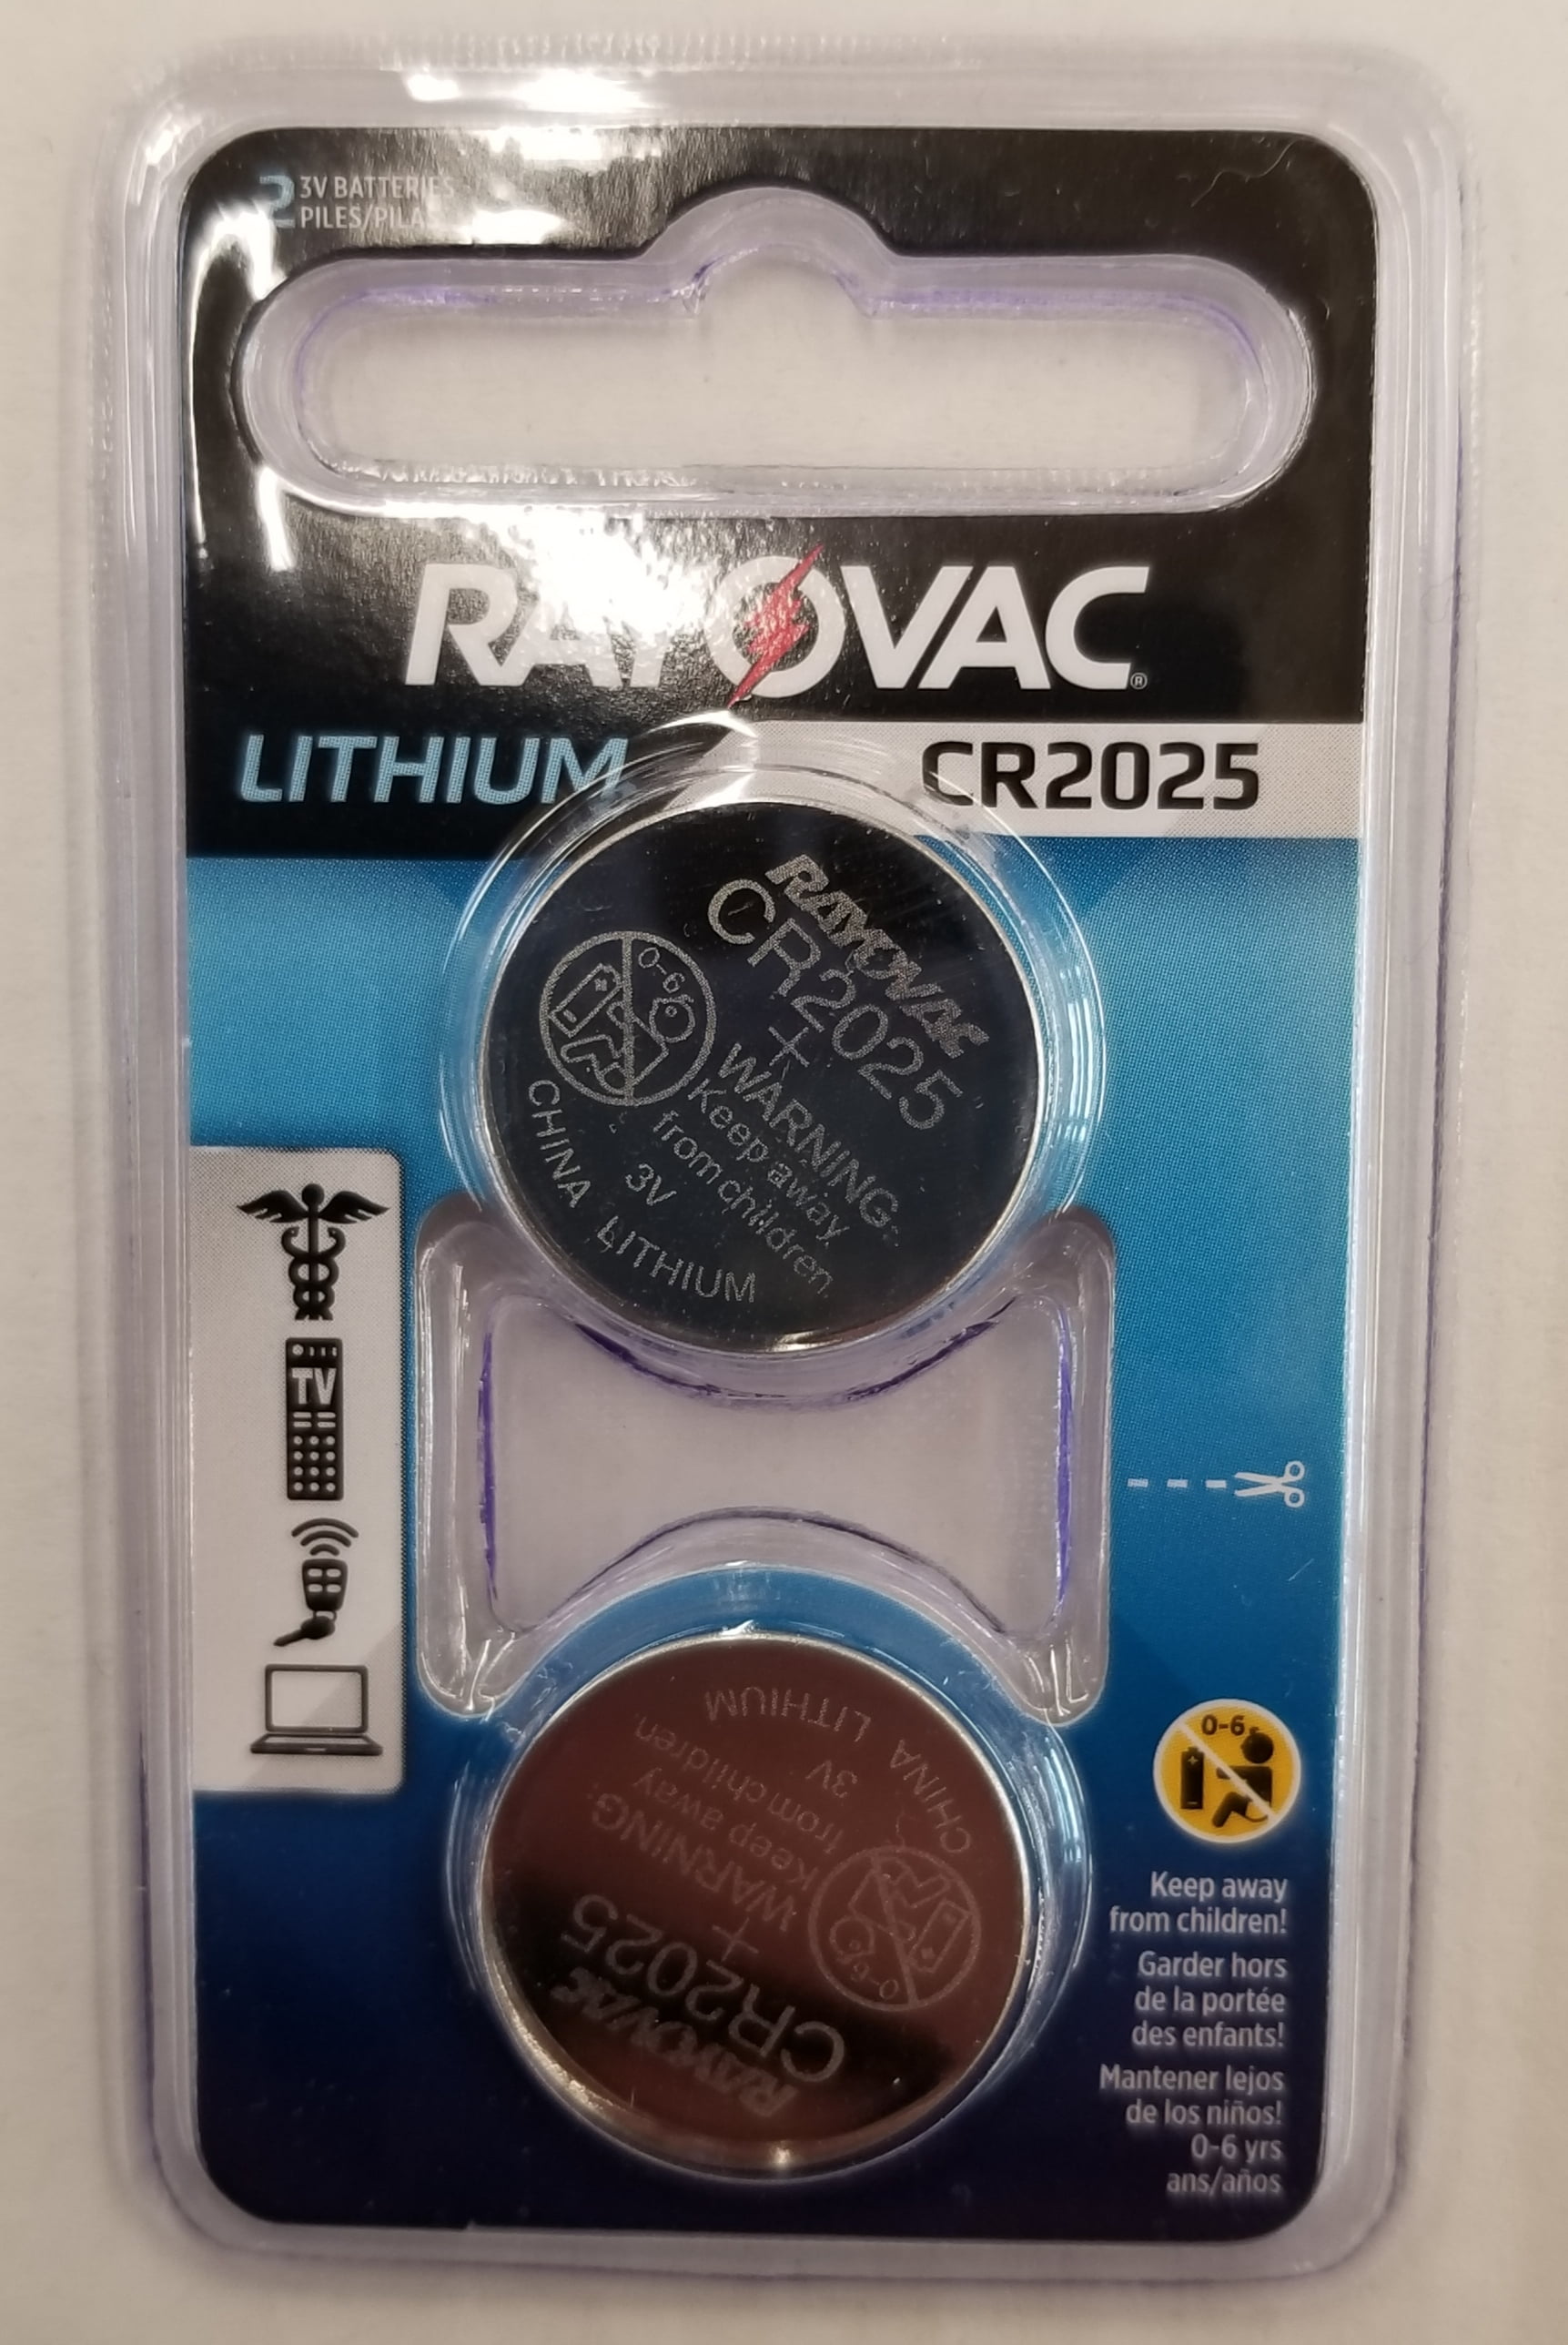 2 3V BATTERIES
PILES/PILAS
RAYOVAC®
LITHIUM
CR2025
RAYOVAC
CR2025
+
0-6
WARNING
Keep away
from children
3V
CHINA LITHIUM
TV
RAYOVAC
CR2025
+
0-6
WARNING
Keep away
from children
3V
CHINA LITHIUM
0-6
Keep away
from children!
Garder hors
de la portée
des enfants!
Mantener lejos
de los niños!
0-6 yrs
ans/años